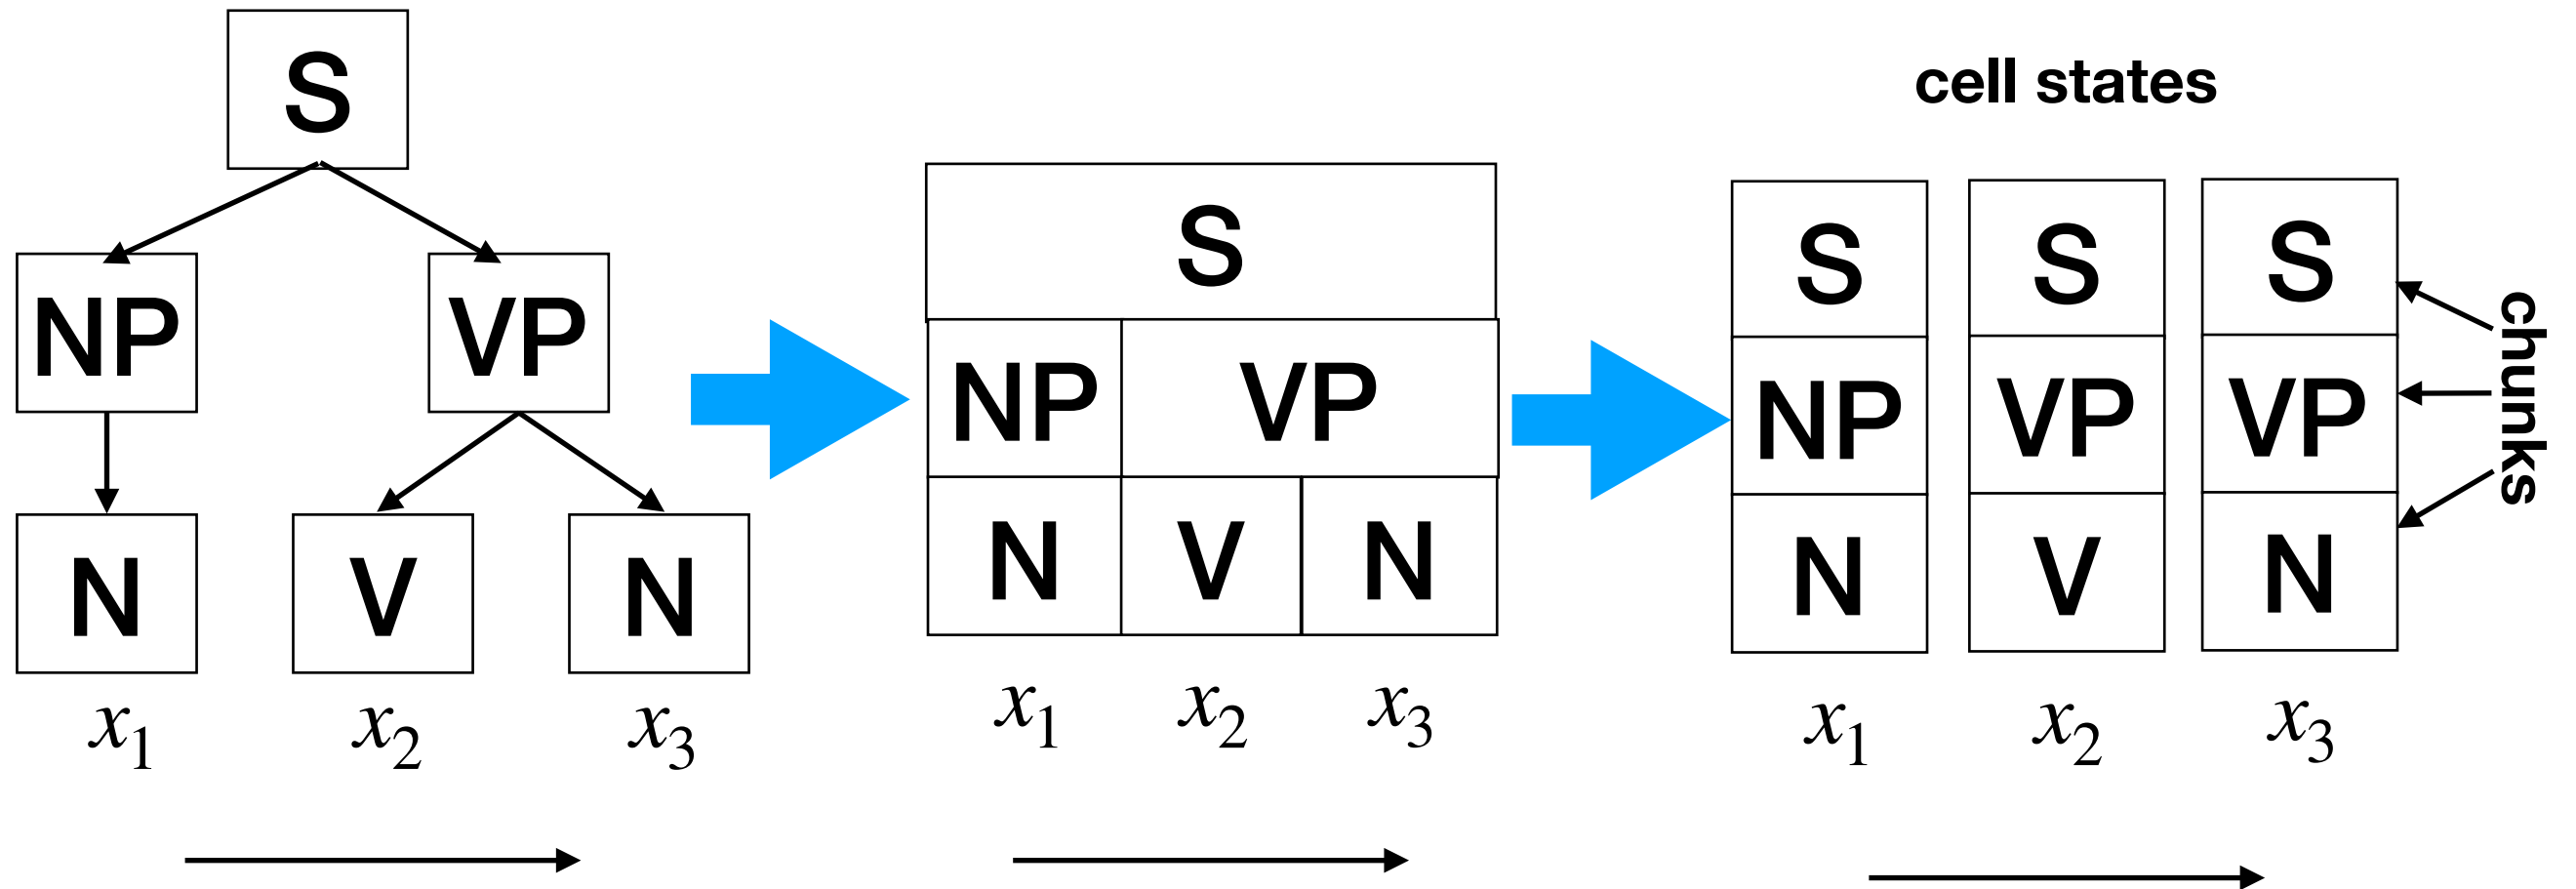 S
NP VP
N V N
x1 x2 x3
S
NP VP
N V N
x1 x2 x3
cell states
S S S
NP VP VP
N V N
x1 x2 x3
chunks